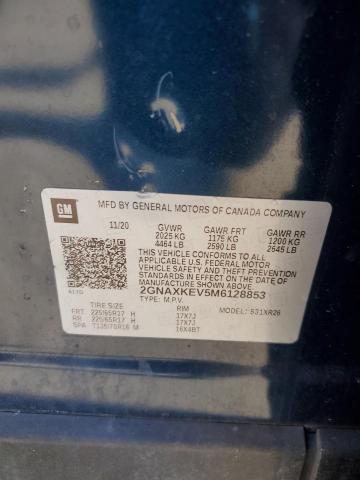 GM
MFD BY GENERAL MOTORS OF CANADA COMPANY
11/20 GVWR GAWR FRT GAWR RR
2025 KG 1175 KG 1200 KG
4464 LB 2590 LB 2645 LB
THIS VEHICLE CONFORMS TO ALL APPLICABLE
U.S. FEDERAL MOTOR VEHICLE SAFETY, BUMPER,
AND THEFT PREVENTION STANDARDS IN EFFECT ON THE DATE OF
MANUFACTURE SHOWN ABOVE.
2GNAXKEV5M6128853
TYPE: M.P.V. MODEL: 531XR26
TIRE SIZE RIM
FRT 225/65R17 H 17X7J
RR 225/65R17 H 17X7J
SPA T135/70R16 M 16X4BT